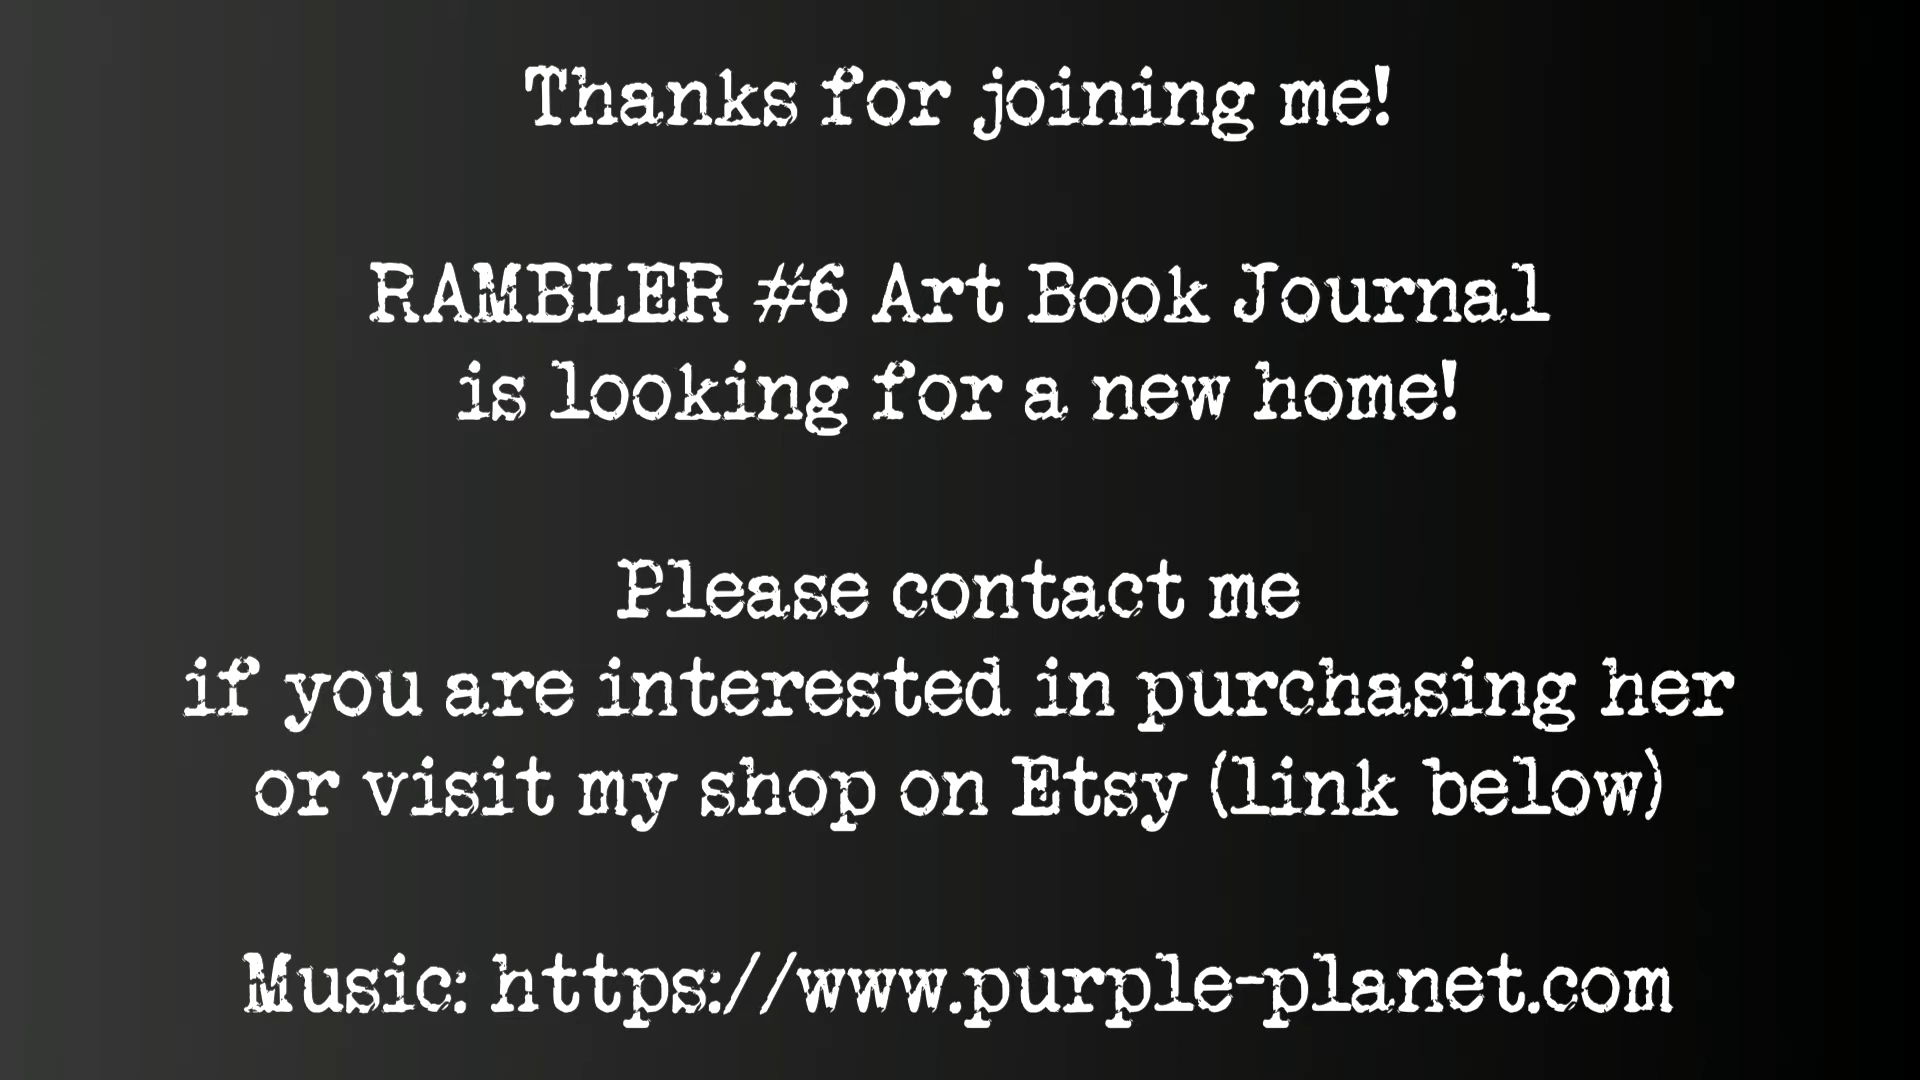 Thanks for joining me!
RAMBLER #6 Art Book Journal
is looking for a new home!
Please contact me
if you are interested in purchasing her
or visit my shop on Etsy (link below)
Music: https://www.purple-planet.com